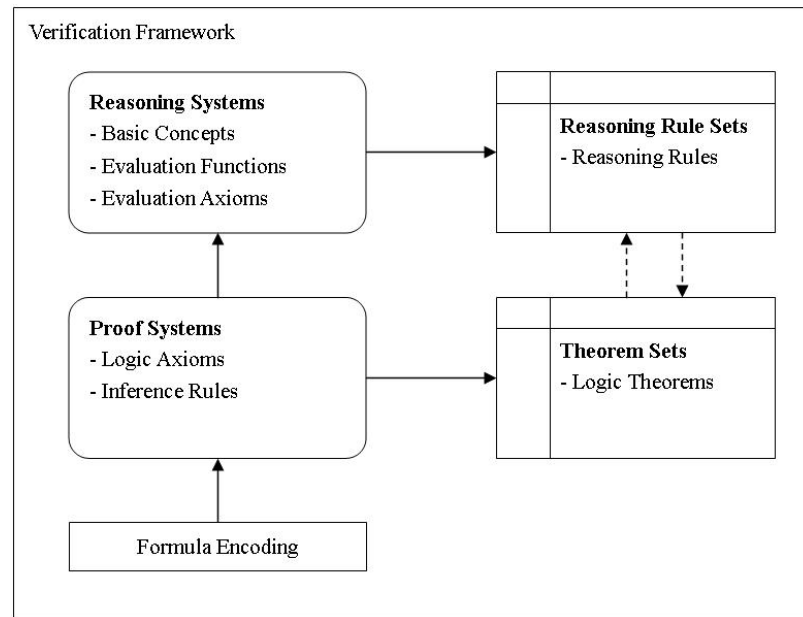 Verification Framework
Reasoning Systems
- Basic Concepts
- Evaluation Functions
- Evaluation Axioms
Reasoning Rule Sets
- Reasoning Rules
Proof Systems
- Logic Axioms
- Inference Rules
Theorem Sets
- Logic Theorems
Formula Encoding